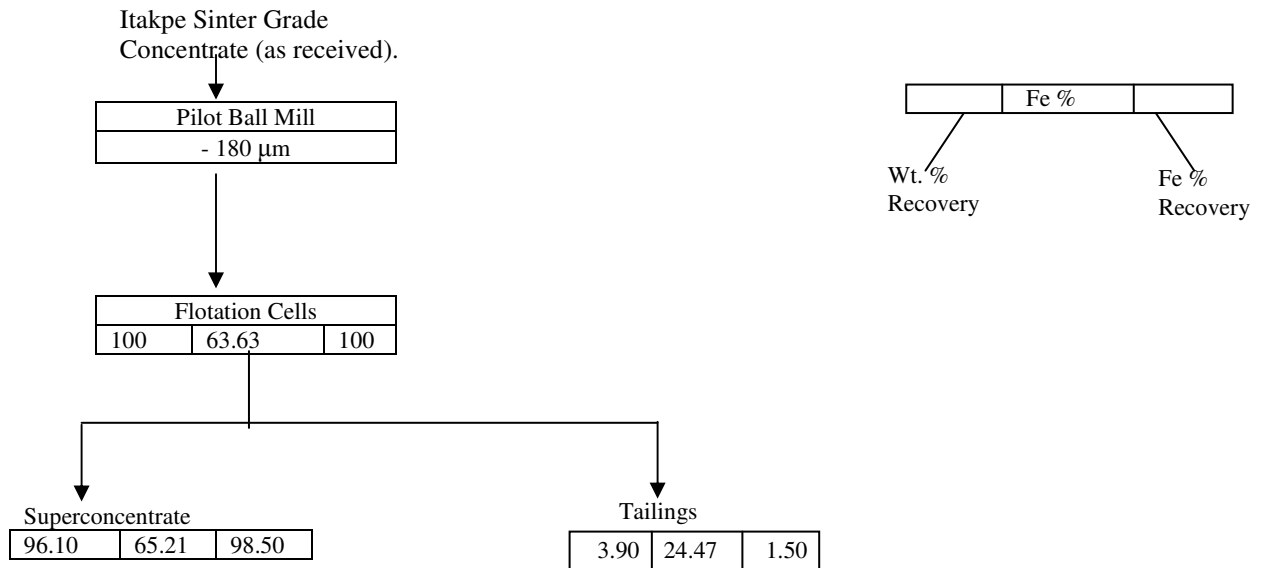 Itakpe Sinter Grade
Concentrate (as received).
Pilot Ball Mill
- 180 μm
Flotation Cells
100 63.63 100
Superconcentrate
96.10 65.21 98.50
Tailings
3.90 24.47 1.50
Fe %
Wt. %
Recovery
Fe %
Recovery